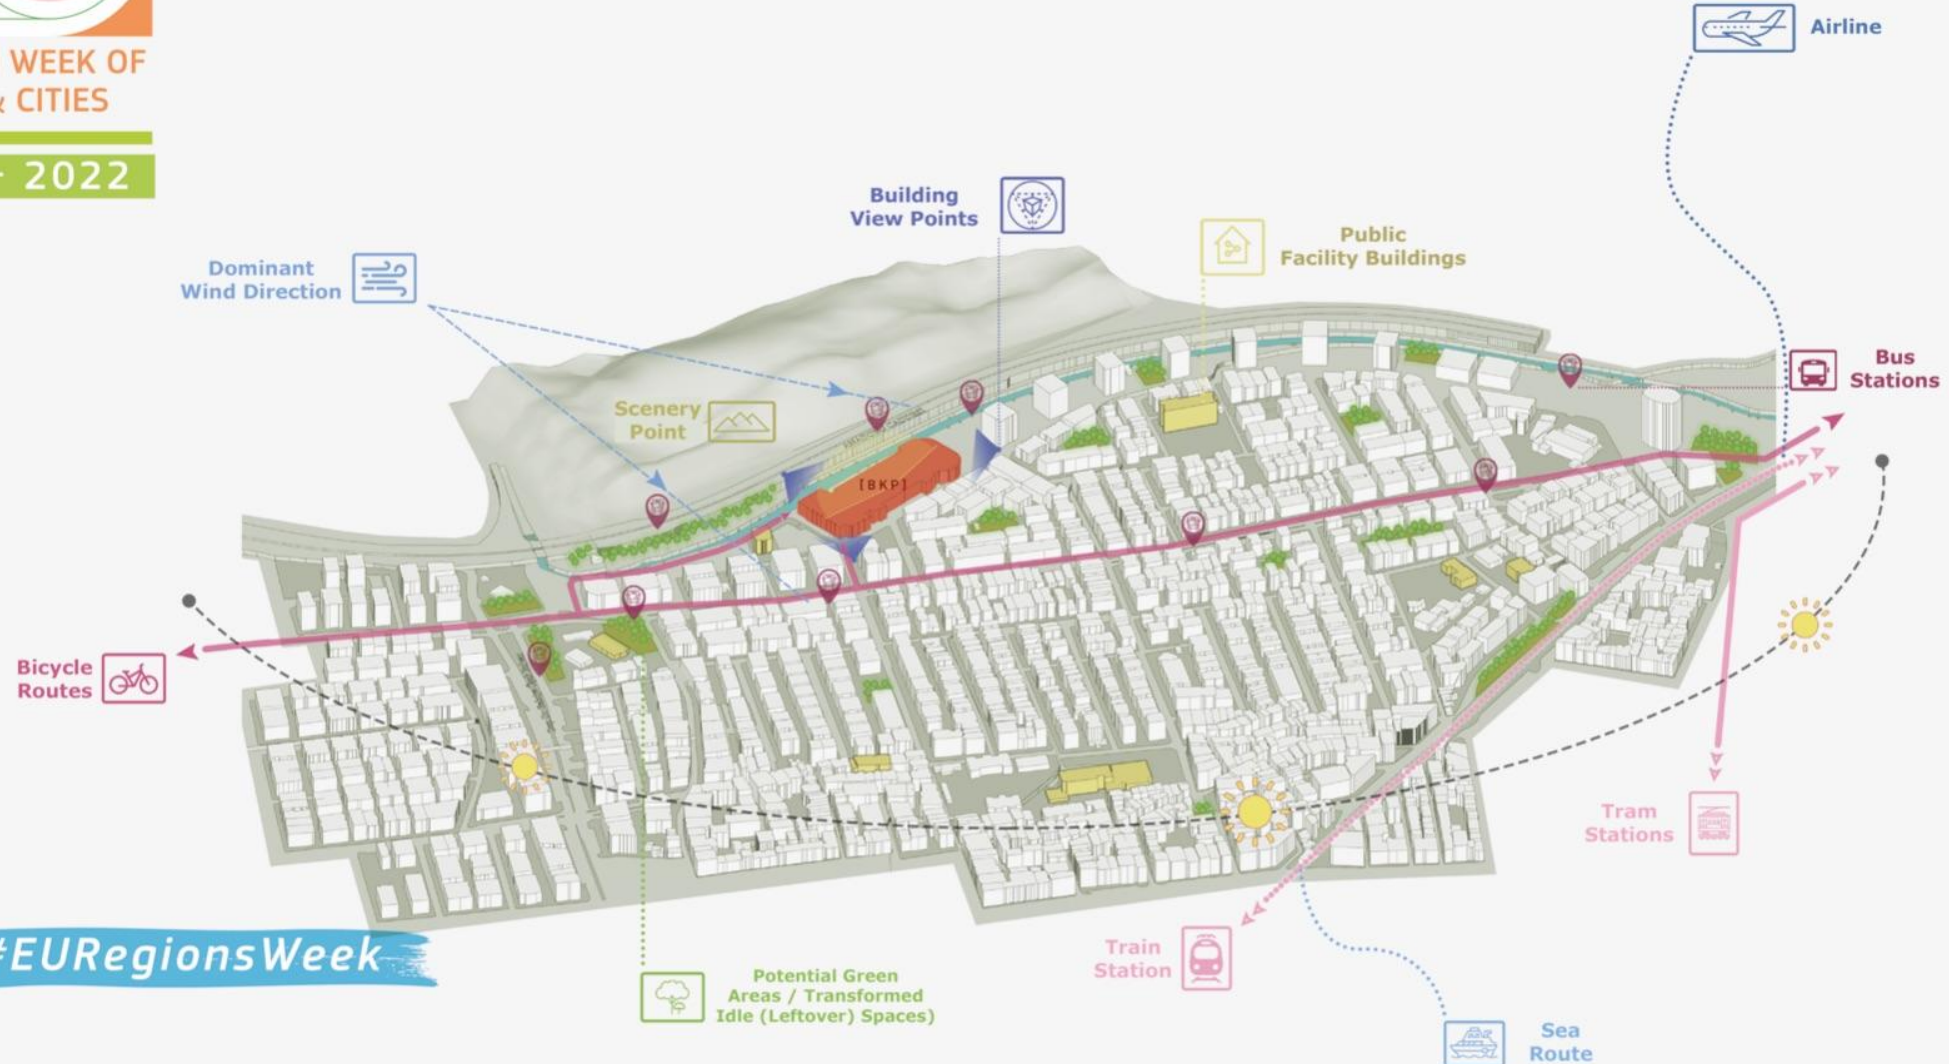 WEEK OF
& CITIES
2022
Airline
Building
View Points
Public
Facility Buildings
Dominant
Wind Direction
Bus
Stations
Scenery
Point
[BKP]
Bicycle
Routes
Tram
Stations
#EURegionsWeek
Train
Station
Potential Green
Areas / Transformed
Idle (Leftover) Spaces)
Sea
Route